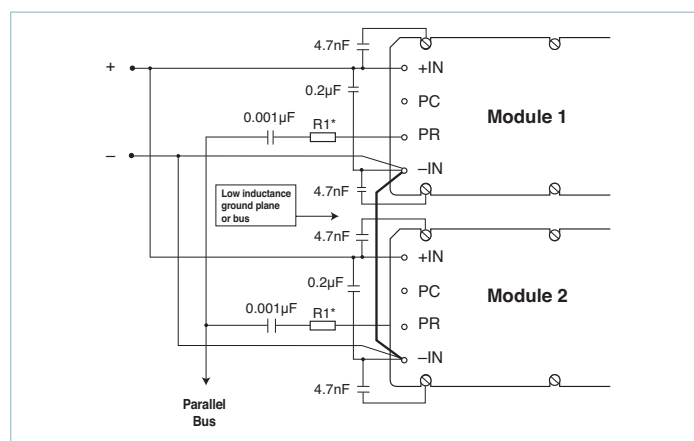 4.7nF
+
+IN
0.2µF
PC
Module 1
0.001µF
R1*
PR
–
–IN
4.7nF
Low inductance
ground plane
or bus
4.7nF
+IN
0.2µF
PC
Module 2
0.001µF
R1*
PR
–IN
4.7nF
Parallel
Bus